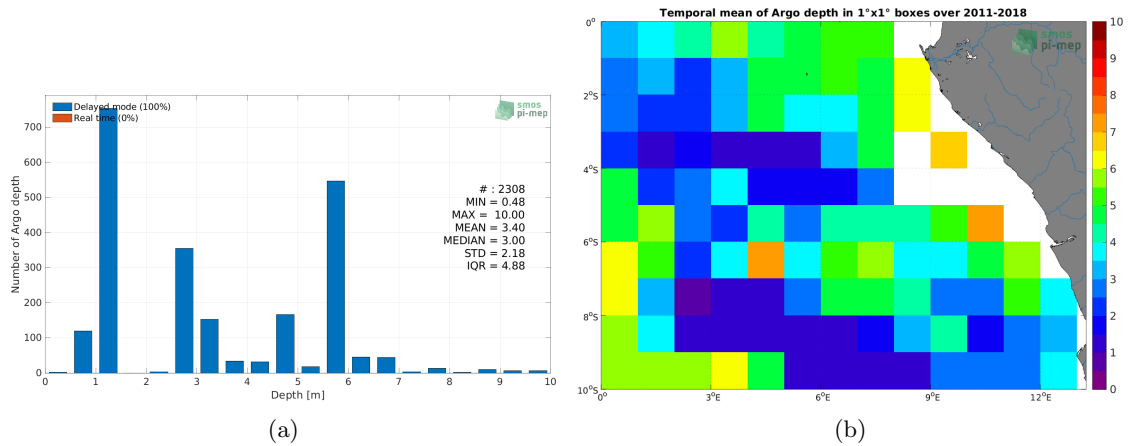 Delayed mode (100%)
Real time (0%)
smos
pi-mep
# : 2308
MIN = 0.48
MAX = 10.00
MEAN = 3.40
MEDIAN = 3.00
STD = 2.18
IQR = 4.88
Number of Argo depth
700
600
500
400
300
200
100
0
0 1 2 3 4 5 6 7 8 9 10
Depth [m]
(a)
Temporal mean of Argo depth in 1°x1° boxes over 2011-2018
smos
pi-mep
0°
2°S
4°S
6°S
8°S
10°S
0° 3°E 6°E 9°E 12°E
10
9
8
7
6
5
4
3
2
1
0
(b)